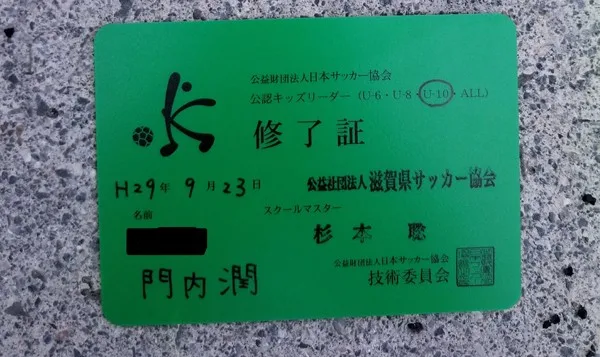 公益財団法人日本サッカー協会
公認キッズリーダー（U-6・U-8・U-10・ALL）
修了証
H29年 9月23日
公益社団法人 滋賀県サッカー協会
名前
スクールマスター
杉本 聡
門内潤
公益財団法人日本サッカー協会
技術委員会